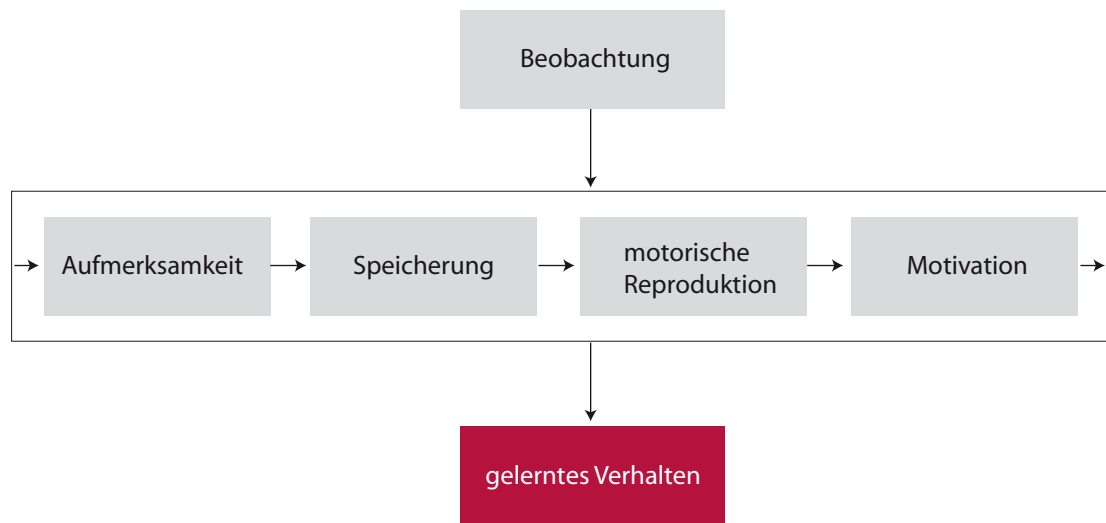 Beobachtung
Aufmerksamkeit
Speicherung
motorische
Reproduktion
Motivation
gelerntes Verhalten